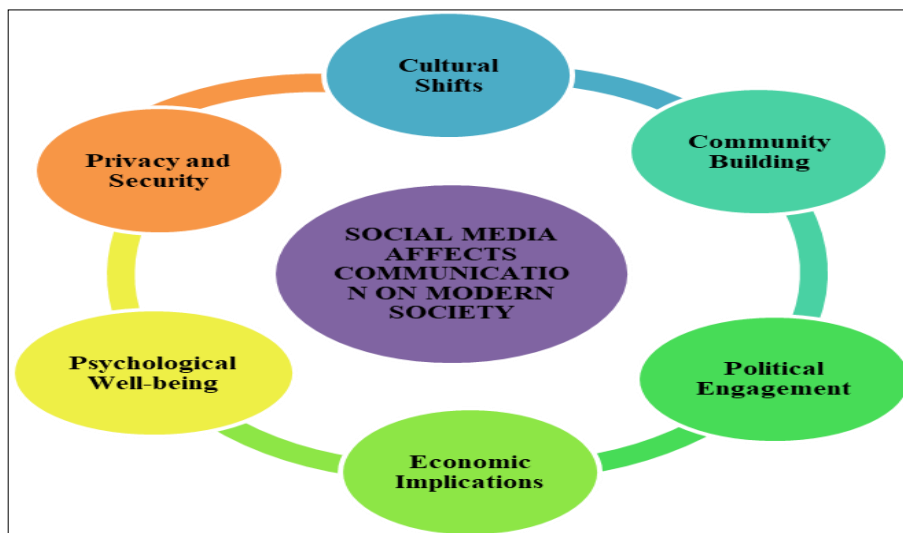 Cultural
Shifts
Community
Building
Privacy and
Security
SOCIAL MEDIA
AFFECTS
COMMUNICATIO
N ON MODERN
SOCIETY
Psychological
Well-being
Political
Engagement
Economic
Implications